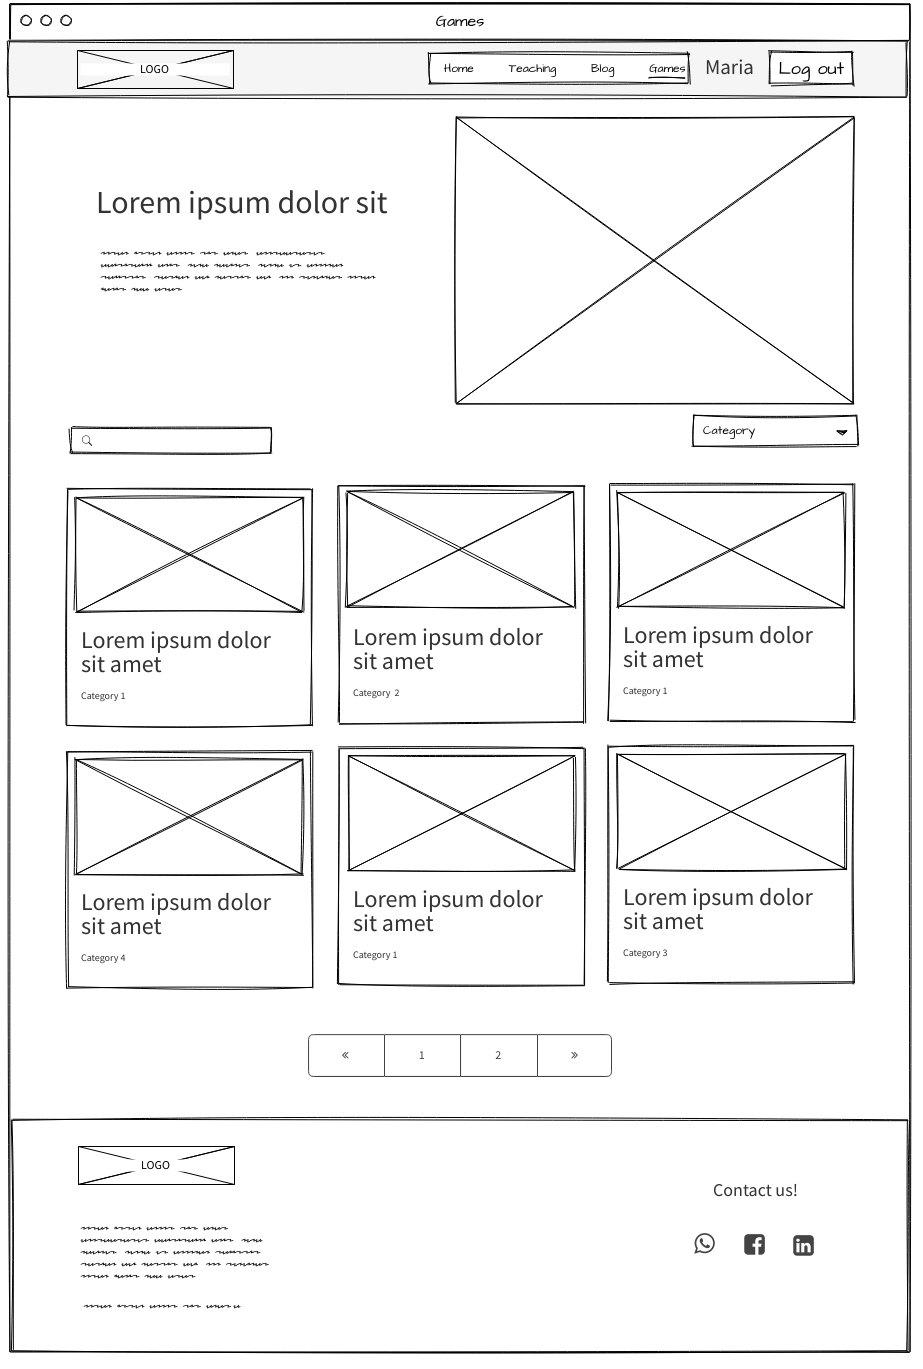 Games
LOGO
Home Teaching Blog Games Maria Log out
Lorem ipsum dolor sit
Category
Lorem ipsum dolor
sit amet
Category 1
Lorem ipsum dolor
sit amet
Category 2
Lorem ipsum dolor
sit amet
Category 1
Lorem ipsum dolor
sit amet
Category 4
Lorem ipsum dolor
sit amet
Category 1
Lorem ipsum dolor
sit amet
Category 3
« 1 2 »
LOGO
Contact us!